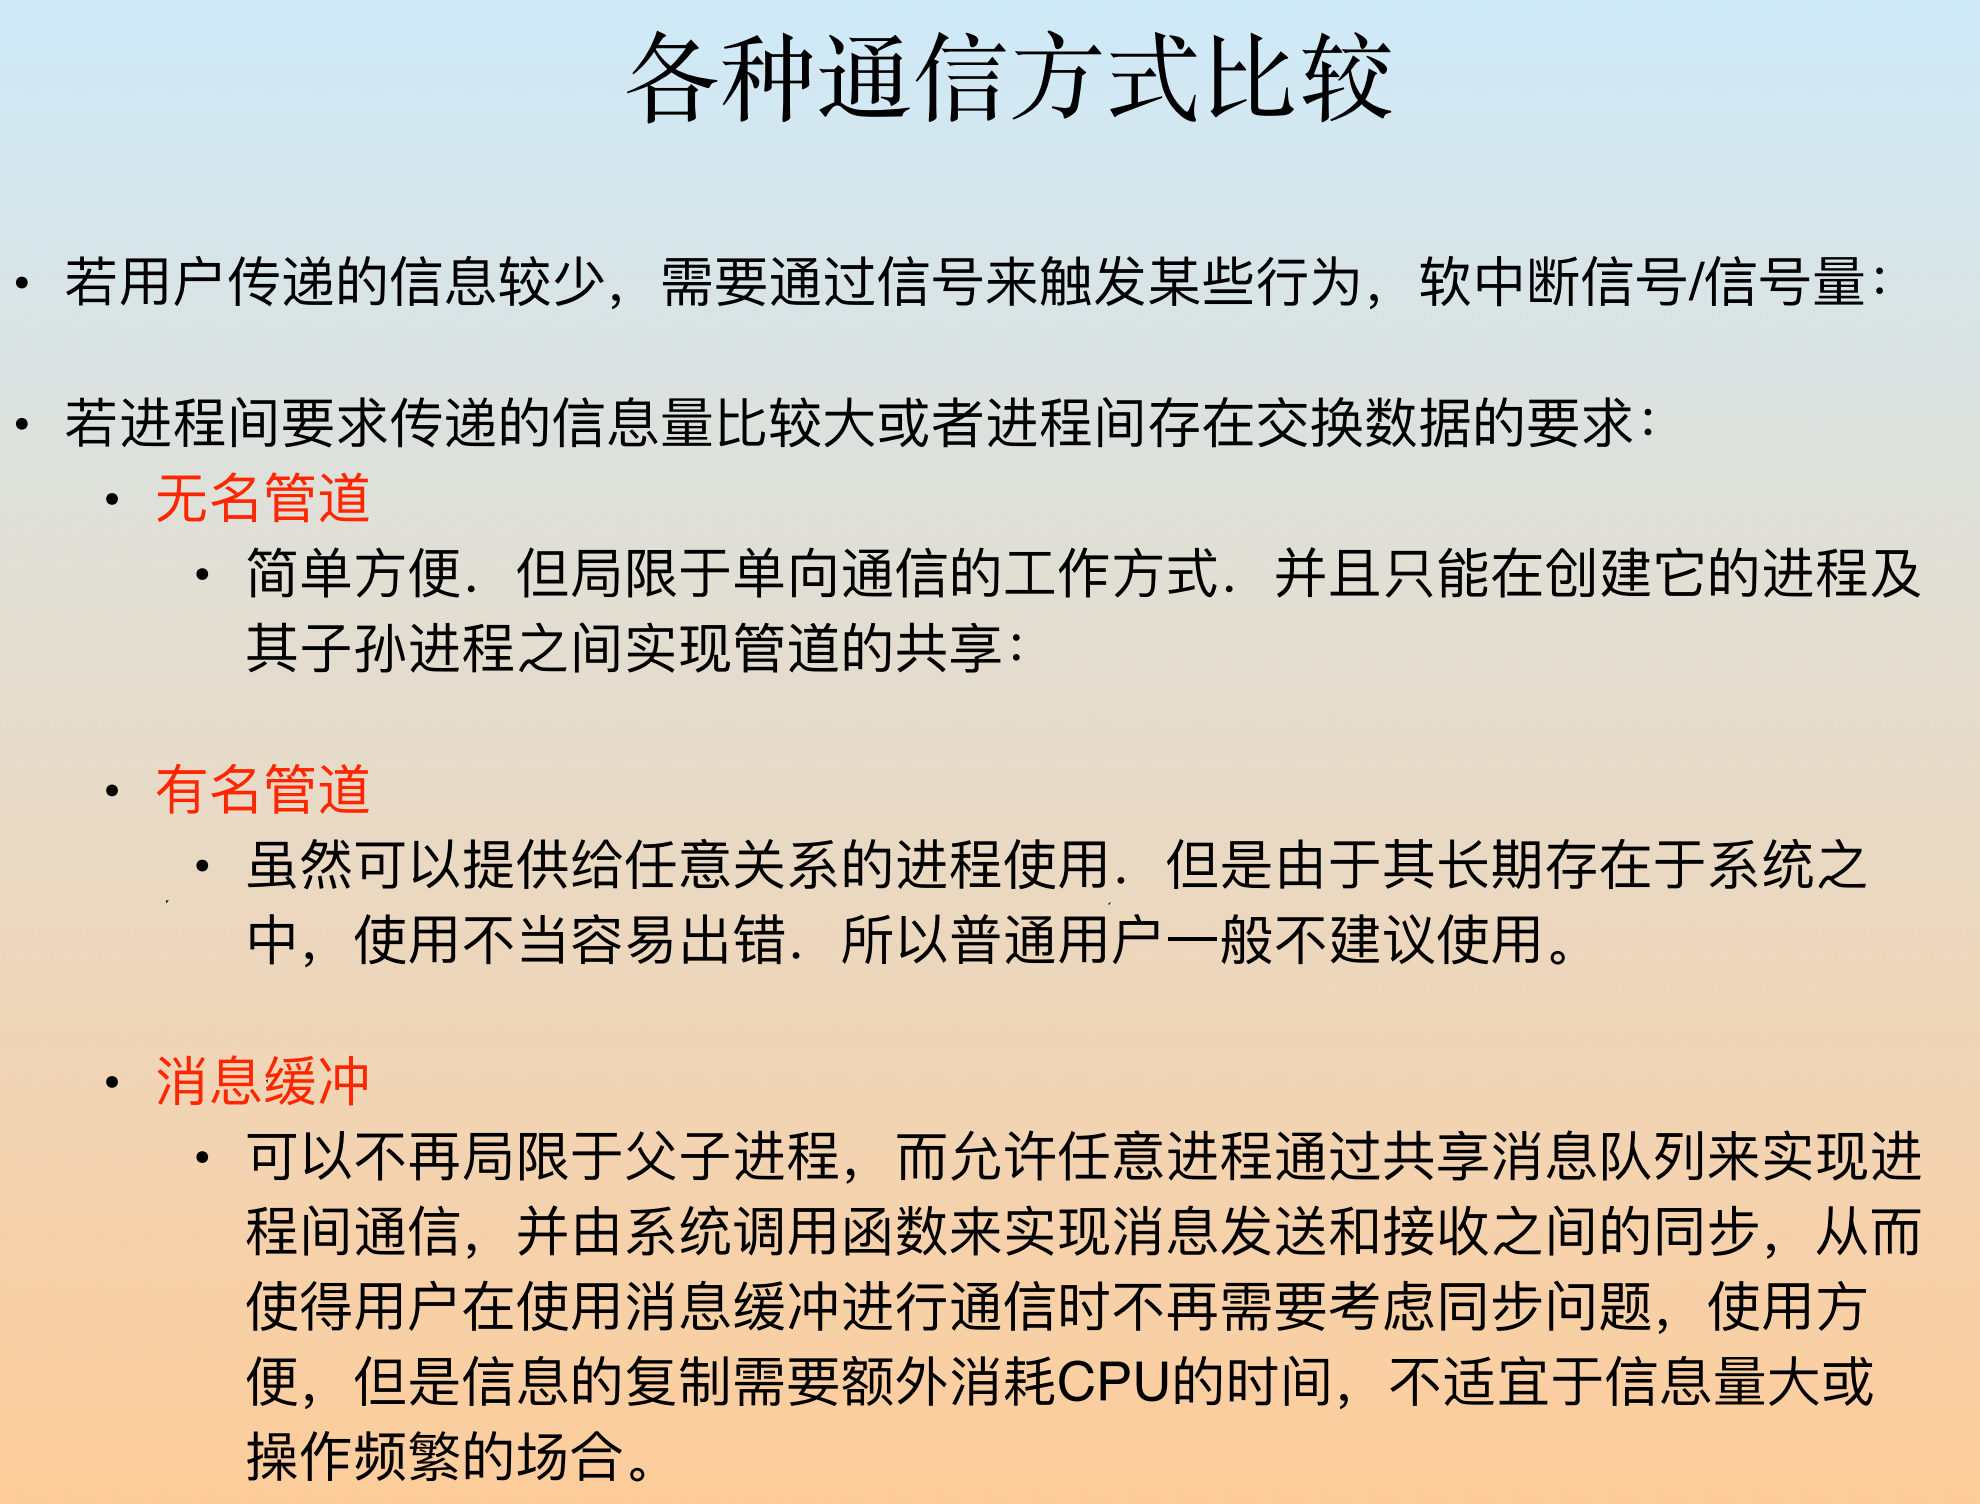 各种通信方式比较
• 若用户传递的信息较少，需要通过信号来触发某些行为，软中断信号/信号量：
• 若进程间要求传递的信息量比较大或者进程间存在交换数据的要求：
• 无名管道
• 简单方便．但局限于单向通信的工作方式．并且只能在创建它的进程及
其子孙进程之间实现管道的共享：
• 有名管道
• 虽然可以提供给任意关系的进程使用．但是由于其长期存在于系统之
中，使用不当容易出错．所以普通用户一般不建议使用。
• 消息缓冲
• 可以不再局限于父子进程，而允许任意进程通过共享消息队列来实现进
程间通信，并由系统调用函数来实现消息发送和接收之间的同步，从而
使得用户在使用消息缓冲进行通信时不再需要考虑同步问题，使用方
便，但是信息的复制需要额外消耗CPU的时间，不适宜于信息量大或
操作频繁的场合。